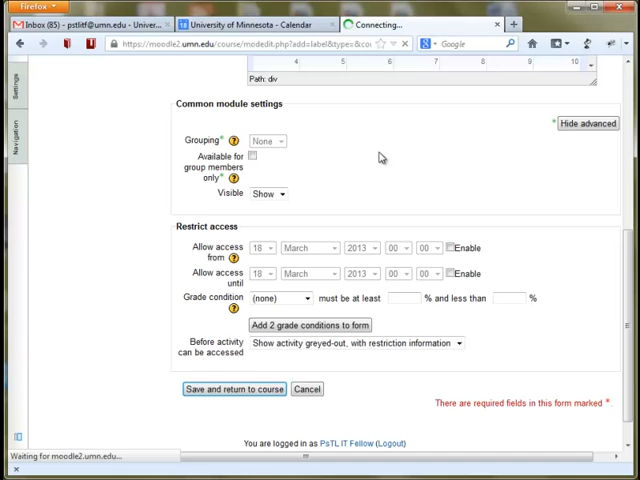 Firefox
Inbox (85) - pstlitf@umn.edu - Univer...
18 University of Minnesota - Calendar
Connecting...
https://moodle2.umn.edu/course/modedit.php?add=label&type=&cou
Google
Settings
Navigation
4 5 6 7 8 9 10
Path: div
Common module settings
* Hide advanced
Grouping* None
Available for group members only*
Visible Show
Restrict access
Allow access from 18 March 2013 00 00 Enable
Allow access until 18 March 2013 00 00 Enable
Grade condition (none) must be at least % and less than %
Add 2 grade conditions to form
Before activity can be accessed Show activity greyed-out, with restriction information
Save and return to course Cancel
There are required fields in this form marked *.
You are logged in as PsTL IT Fellow (Logout)
Waiting for moodle2.umn.edu...